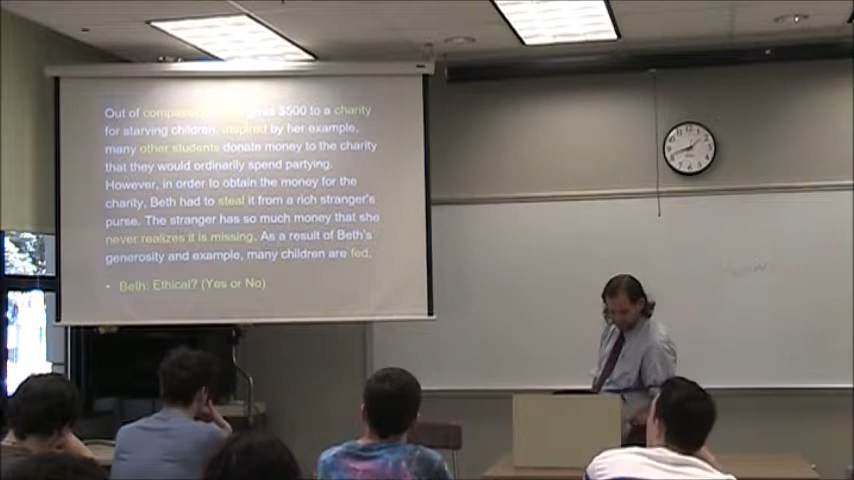 Out of gives $500 to a charity
for starving children. Inspired by her example,
many other students donate money to the charity
that they would ordinarily spend partying.
However, in order to obtain the money for the
charity, Beth had to steal it from a rich stranger's
purse. The stranger has so much money that she
never realizes it is missing. As a result of Beth's
generosity and example, many children are fed.
• Beth: Ethical? (Yes or No)